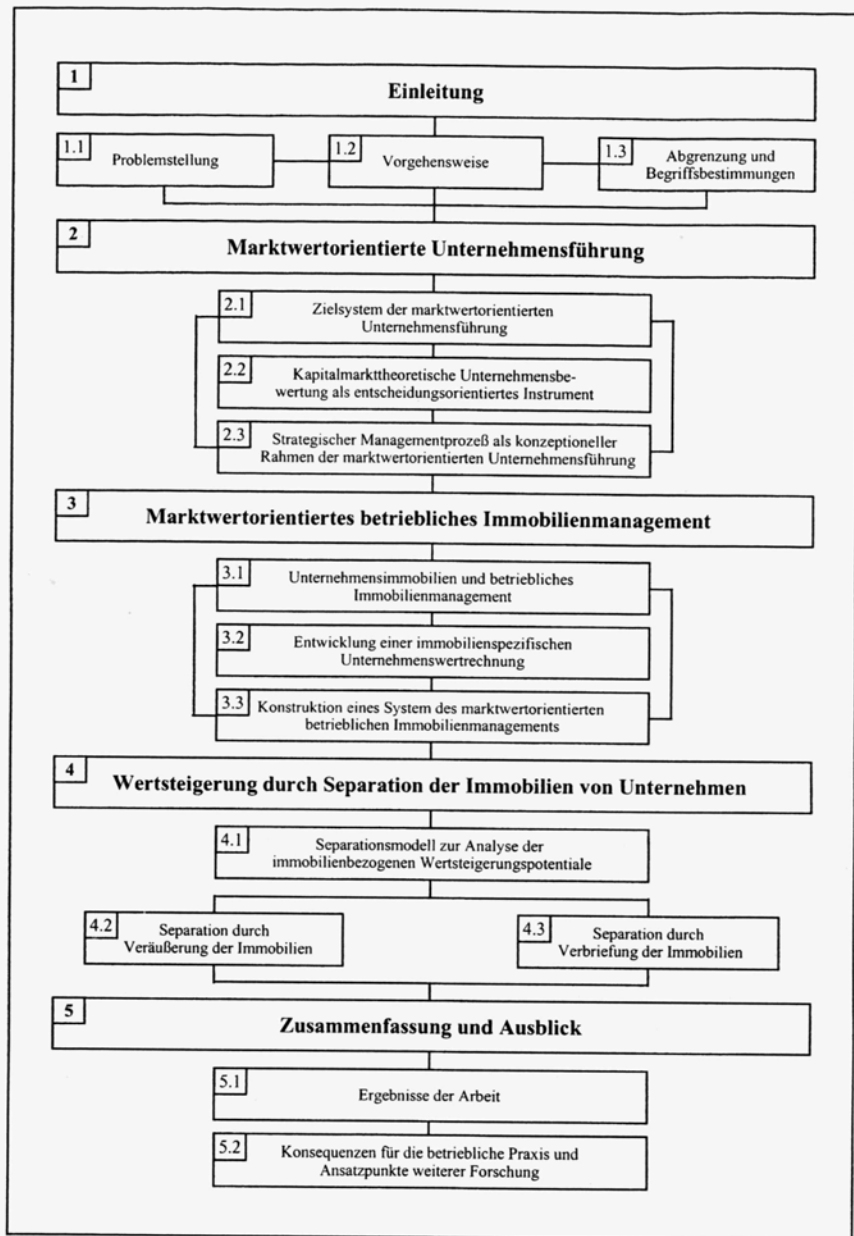 1
Einleitung
1.1
Problemstellung
1.2
Vorgehensweise
1.3
Abgrenzung und
Begriffsbestimmungen
2
Marktwertorientierte Unternehmensführung
2.1
Zielsystem der marktwertorientierten
Unternehmensführung
2.2
Kapitalmarkttheoretische Unternehmensbe-
wertung als entscheidungsorientiertes Instrument
2.3
Strategischer Managementprozeß als konzeptioneller
Rahmen der marktwertorientierten Unternehmensführung
3
Marktwertorientiertes betriebliches Immobilienmanagement
3.1
Unternehmensimmobilien und betriebliches
Immobilienmanagement
3.2
Entwicklung einer immobilienspezifischen
Unternehmenswertrechnung
3.3
Konstruktion eines System des marktwertorientierten
betrieblichen Immobilienmanagements
4
Wertsteigerung durch Separation der Immobilien von Unternehmen
4.1
Separationsmodell zur Analyse der
immobilienbezogenen Wertsteigerungspotentiale
4.2
Separation durch
Veräußerung der Immobilien
4.3
Separation durch
Verbriefung der Immobilien
5
Zusammenfassung und Ausblick
5.1
Ergebnisse der Arbeit
5.2
Konsequenzen für die betriebliche Praxis und
Ansatzpunkte weiterer Forschung